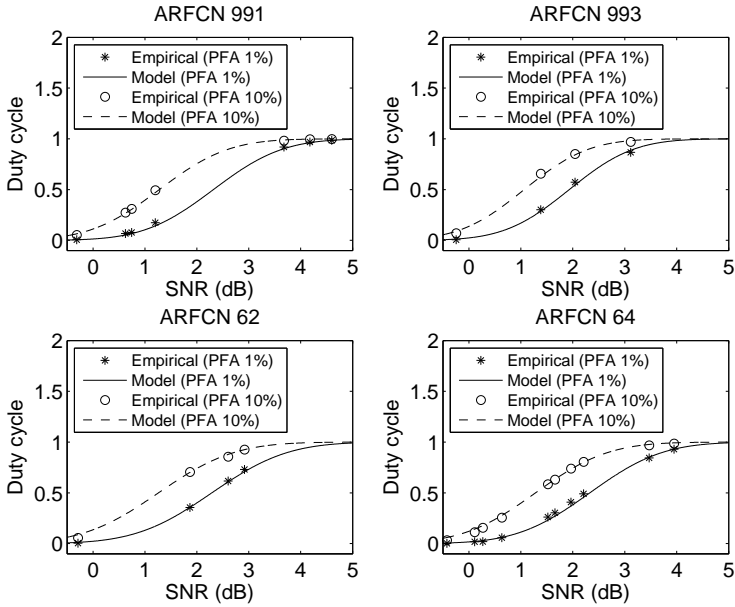 ARFCN 991
2
1.5
1
0.5
0
Duty cycle
Empirical (PFA 1%)
Model (PFA 1%)
Empirical (PFA 10%)
Model (PFA 10%)
0 1 2 3 4 5
SNR (dB)
ARFCN 993
2
1.5
1
0.5
0
Duty cycle
Empirical (PFA 1%)
Model (PFA 1%)
Empirical (PFA 10%)
Model (PFA 10%)
0 1 2 3 4 5
SNR (dB)
ARFCN 62
2
1.5
1
0.5
0
Duty cycle
Empirical (PFA 1%)
Model (PFA 1%)
Empirical (PFA 10%)
Model (PFA 10%)
0 1 2 3 4 5
SNR (dB)
ARFCN 64
2
1.5
1
0.5
0
Duty cycle
Empirical (PFA 1%)
Model (PFA 1%)
Empirical (PFA 10%)
Model (PFA 10%)
0 1 2 3 4 5
SNR (dB)